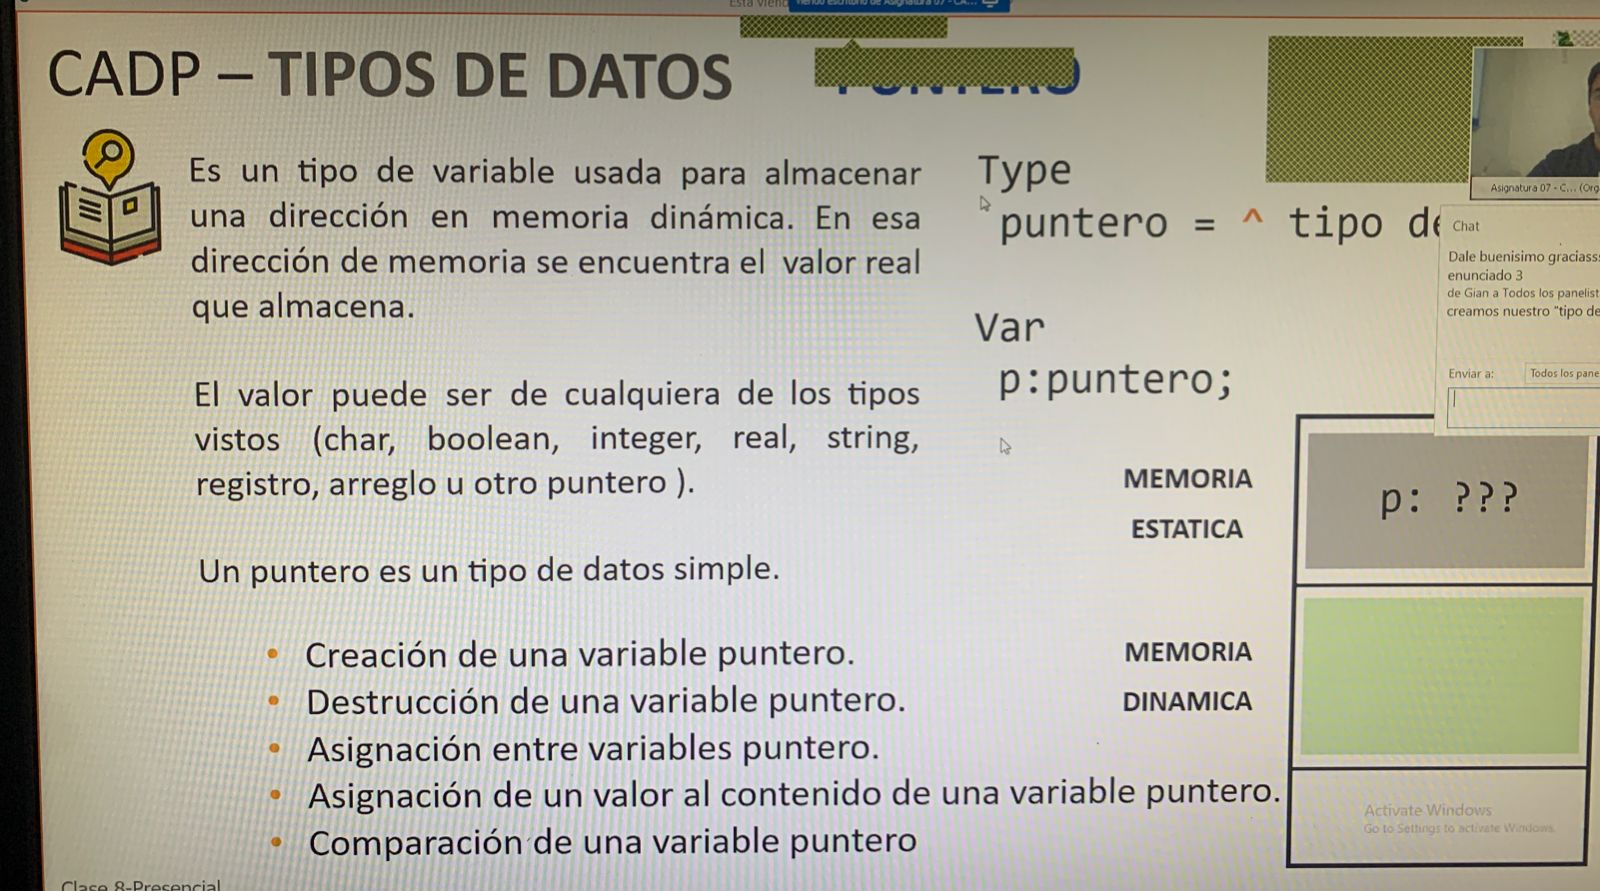 CADP – TIPOS DE DATOS
PUNTERO
Es un tipo de variable usada para almacenar
una dirección en memoria dinámica. En esa
dirección de memoria se encuentra el valor real
que almacena.
El valor puede ser de cualquiera de los tipos
vistos (char, boolean, integer, real, string,
registro, arreglo u otro puntero ).
Un puntero es un tipo de datos simple.
• Creación de una variable puntero.
• Destrucción de una variable puntero.
• Asignación entre variables puntero.
• Asignación de un valor al contenido de una variable puntero.
• Comparación de una variable puntero
Clase 8-Presencial
Type
puntero = ^ tipo de
Var
p:puntero;
MEMORIA
ESTATICA
p: ???
MEMORIA
DINAMICA
Activate Windows
Go to Settings to activate Windows.
Asignatura 07 - C... (Org
Chat
Dale buenisimo graciass
enunciado 3
de Gian a Todos los panelist
creamos nuestro "tipo de
Enviar a:
Todos los pane